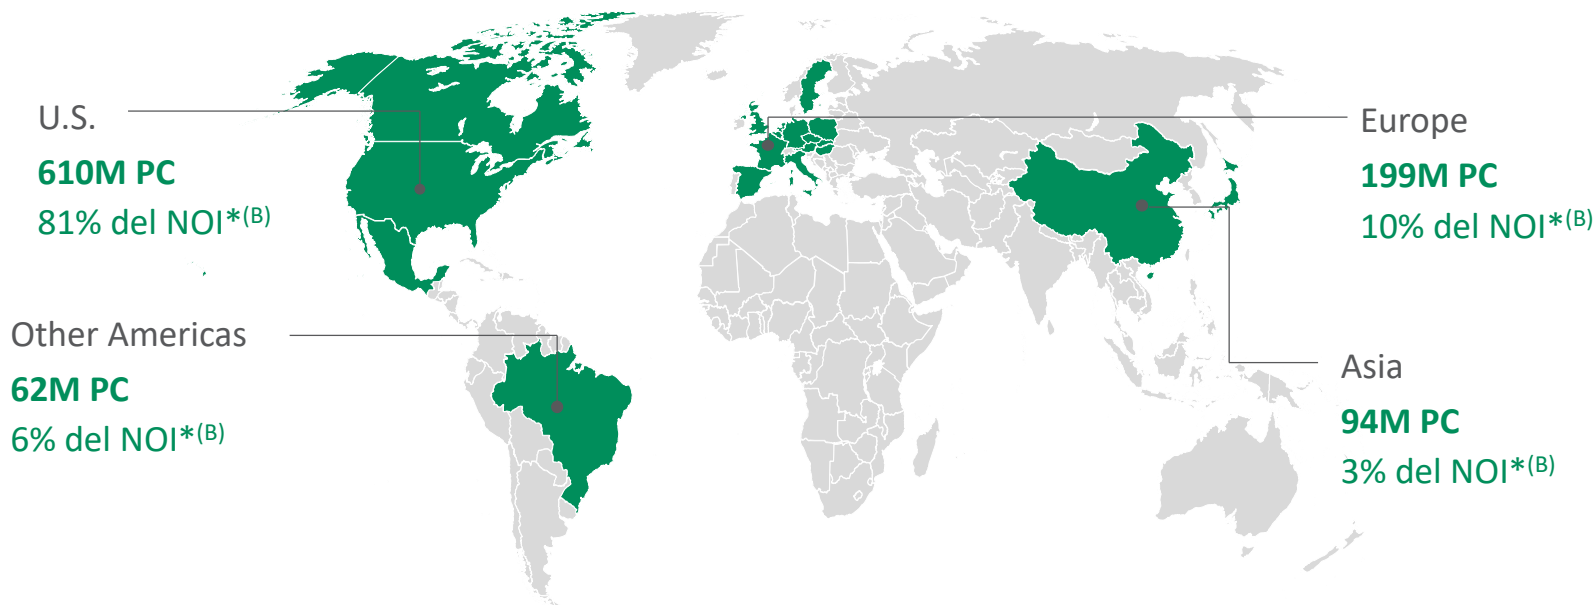 U.S.
610M PC
81% del NOI*(B)
Other Americas
62M PC
6% del NOI*(B)
Europe
199M PC
10% del NOI*(B)
Asia
94M PC
3% del NOI*(B)